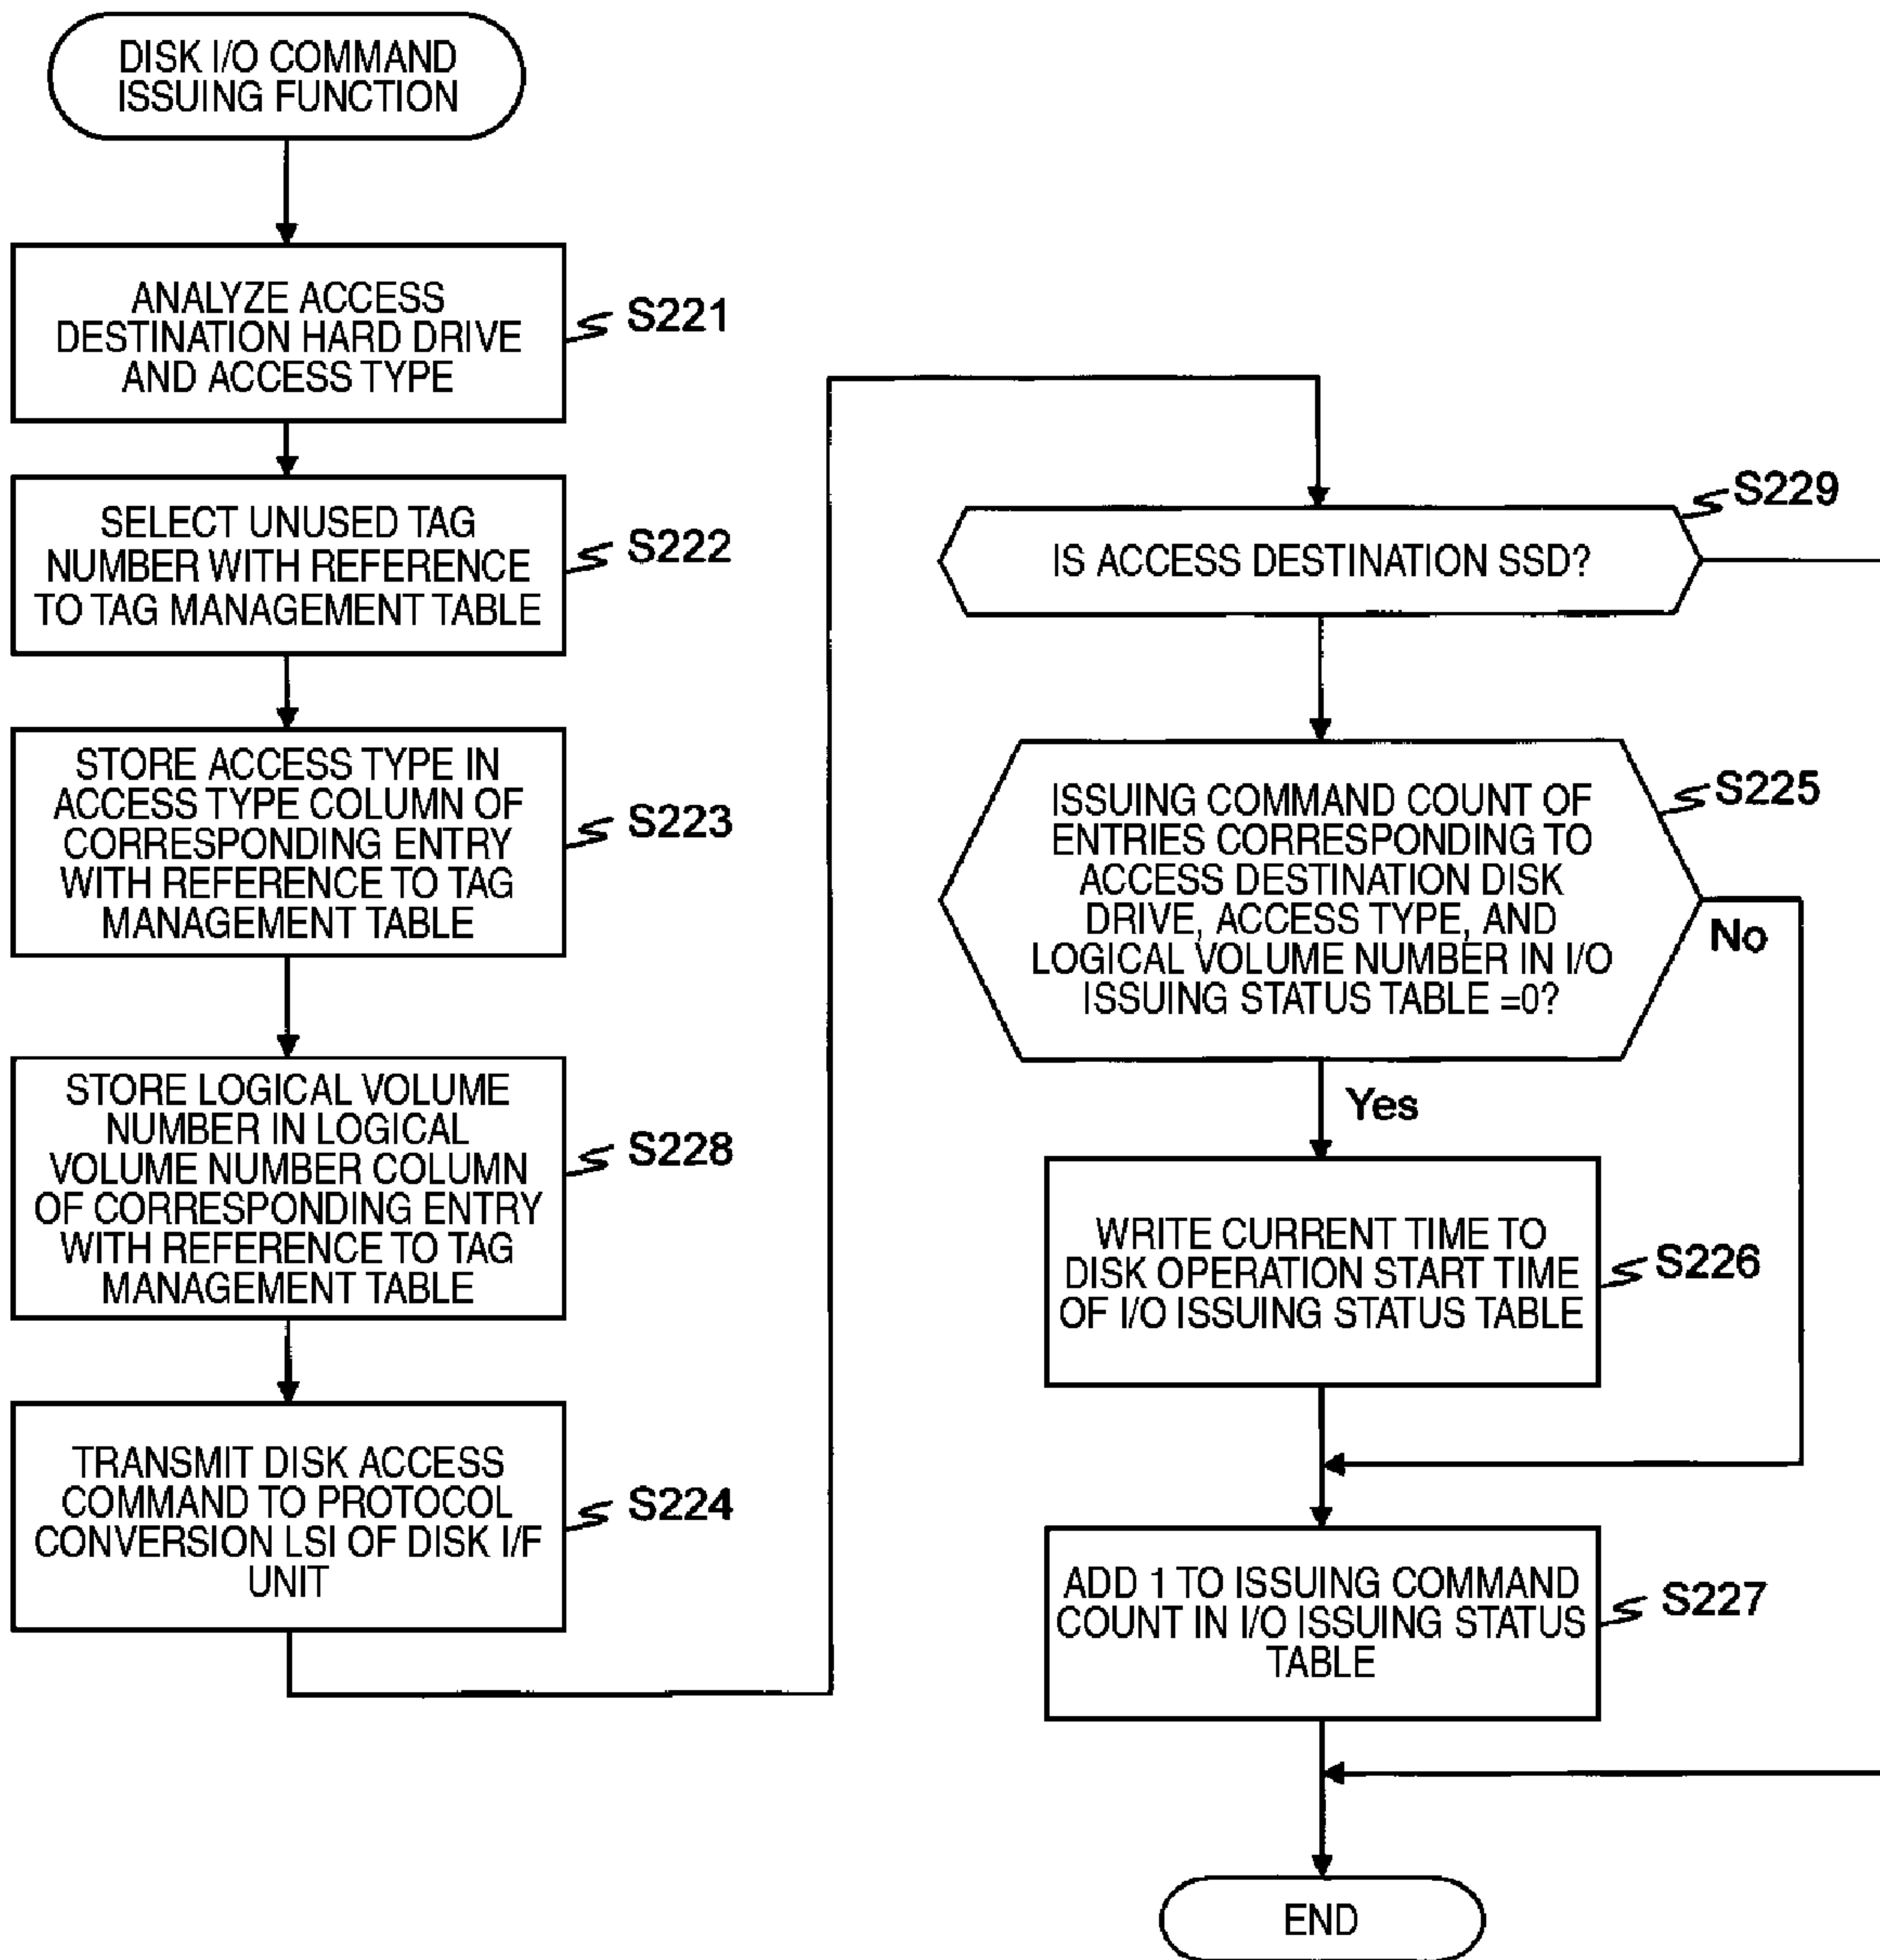 DISK I/O COMMAND
ISSUING FUNCTION
ANALYZE ACCESS
DESTINATION HARD DRIVE
AND ACCESS TYPE
S221
SELECT UNUSED TAG
NUMBER WITH REFERENCE
TO TAG MANAGEMENT TABLE
S222
STORE ACCESS TYPE IN
ACCESS TYPE COLUMN OF
CORRESPONDING ENTRY
WITH REFERENCE TO TAG
MANAGEMENT TABLE
S223
STORE LOGICAL VOLUME
NUMBER IN LOGICAL
VOLUME NUMBER COLUMN
OF CORRESPONDING ENTRY
WITH REFERENCE TO TAG
MANAGEMENT TABLE
S228
TRANSMIT DISK ACCESS
COMMAND TO PROTOCOL
CONVERSION LSI OF DISK I/F
UNIT
S224
IS ACCESS DESTINATION SSD?
S229
ISSUING COMMAND COUNT OF
ENTRIES CORRESPONDING TO
ACCESS DESTINATION DISK
DRIVE, ACCESS TYPE, AND
LOGICAL VOLUME NUMBER IN I/O
ISSUING STATUS TABLE =0?
S225
No
Yes
WRITE CURRENT TIME TO
DISK OPERATION START TIME
OF I/O ISSUING STATUS TABLE
S226
ADD 1 TO ISSUING COMMAND
COUNT IN I/O ISSUING STATUS
TABLE
S227
END